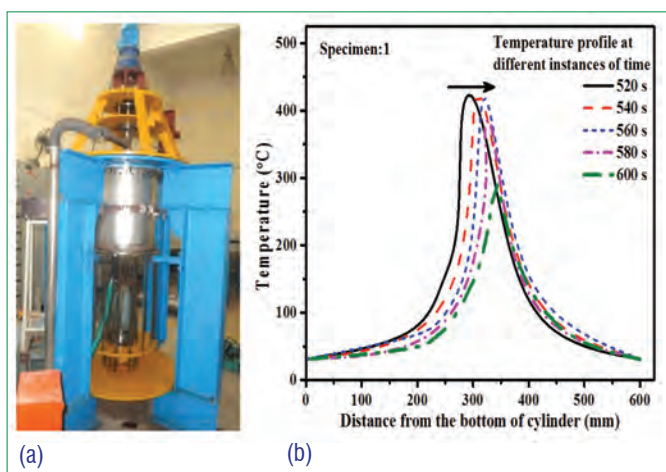 Specimen:1
Temperature profile at
different instances of time
520 s
540 s
560 s
580 s
600 s
Temperature (°C)
500
400
300
200
100
0
0 100 200 300 400 500 600
Distance from the bottom of cylinder (mm)
(a)
(b)